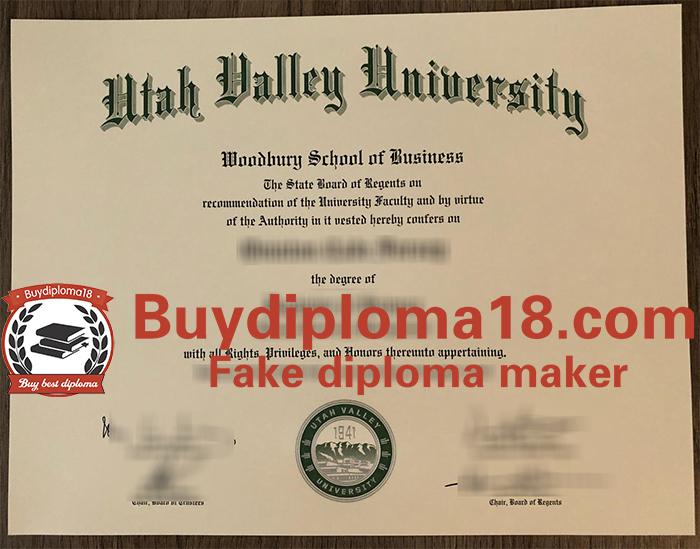 Utah Valley University
Woodbury School of Business
The State Board of Regents on
recommendation of the University Faculty and by virtue
of the Authority in it vested hereby confers on
the degree of
Buydiploma18
Buy best diploma
Buydiploma18.com
with all Rights, Privileges, and Honors thereunto appertaining.
Fake diploma maker
UTAH VALLEY
1941
UNIVERSITY
Chair, Board of Trustees
Chair, Board of Regents